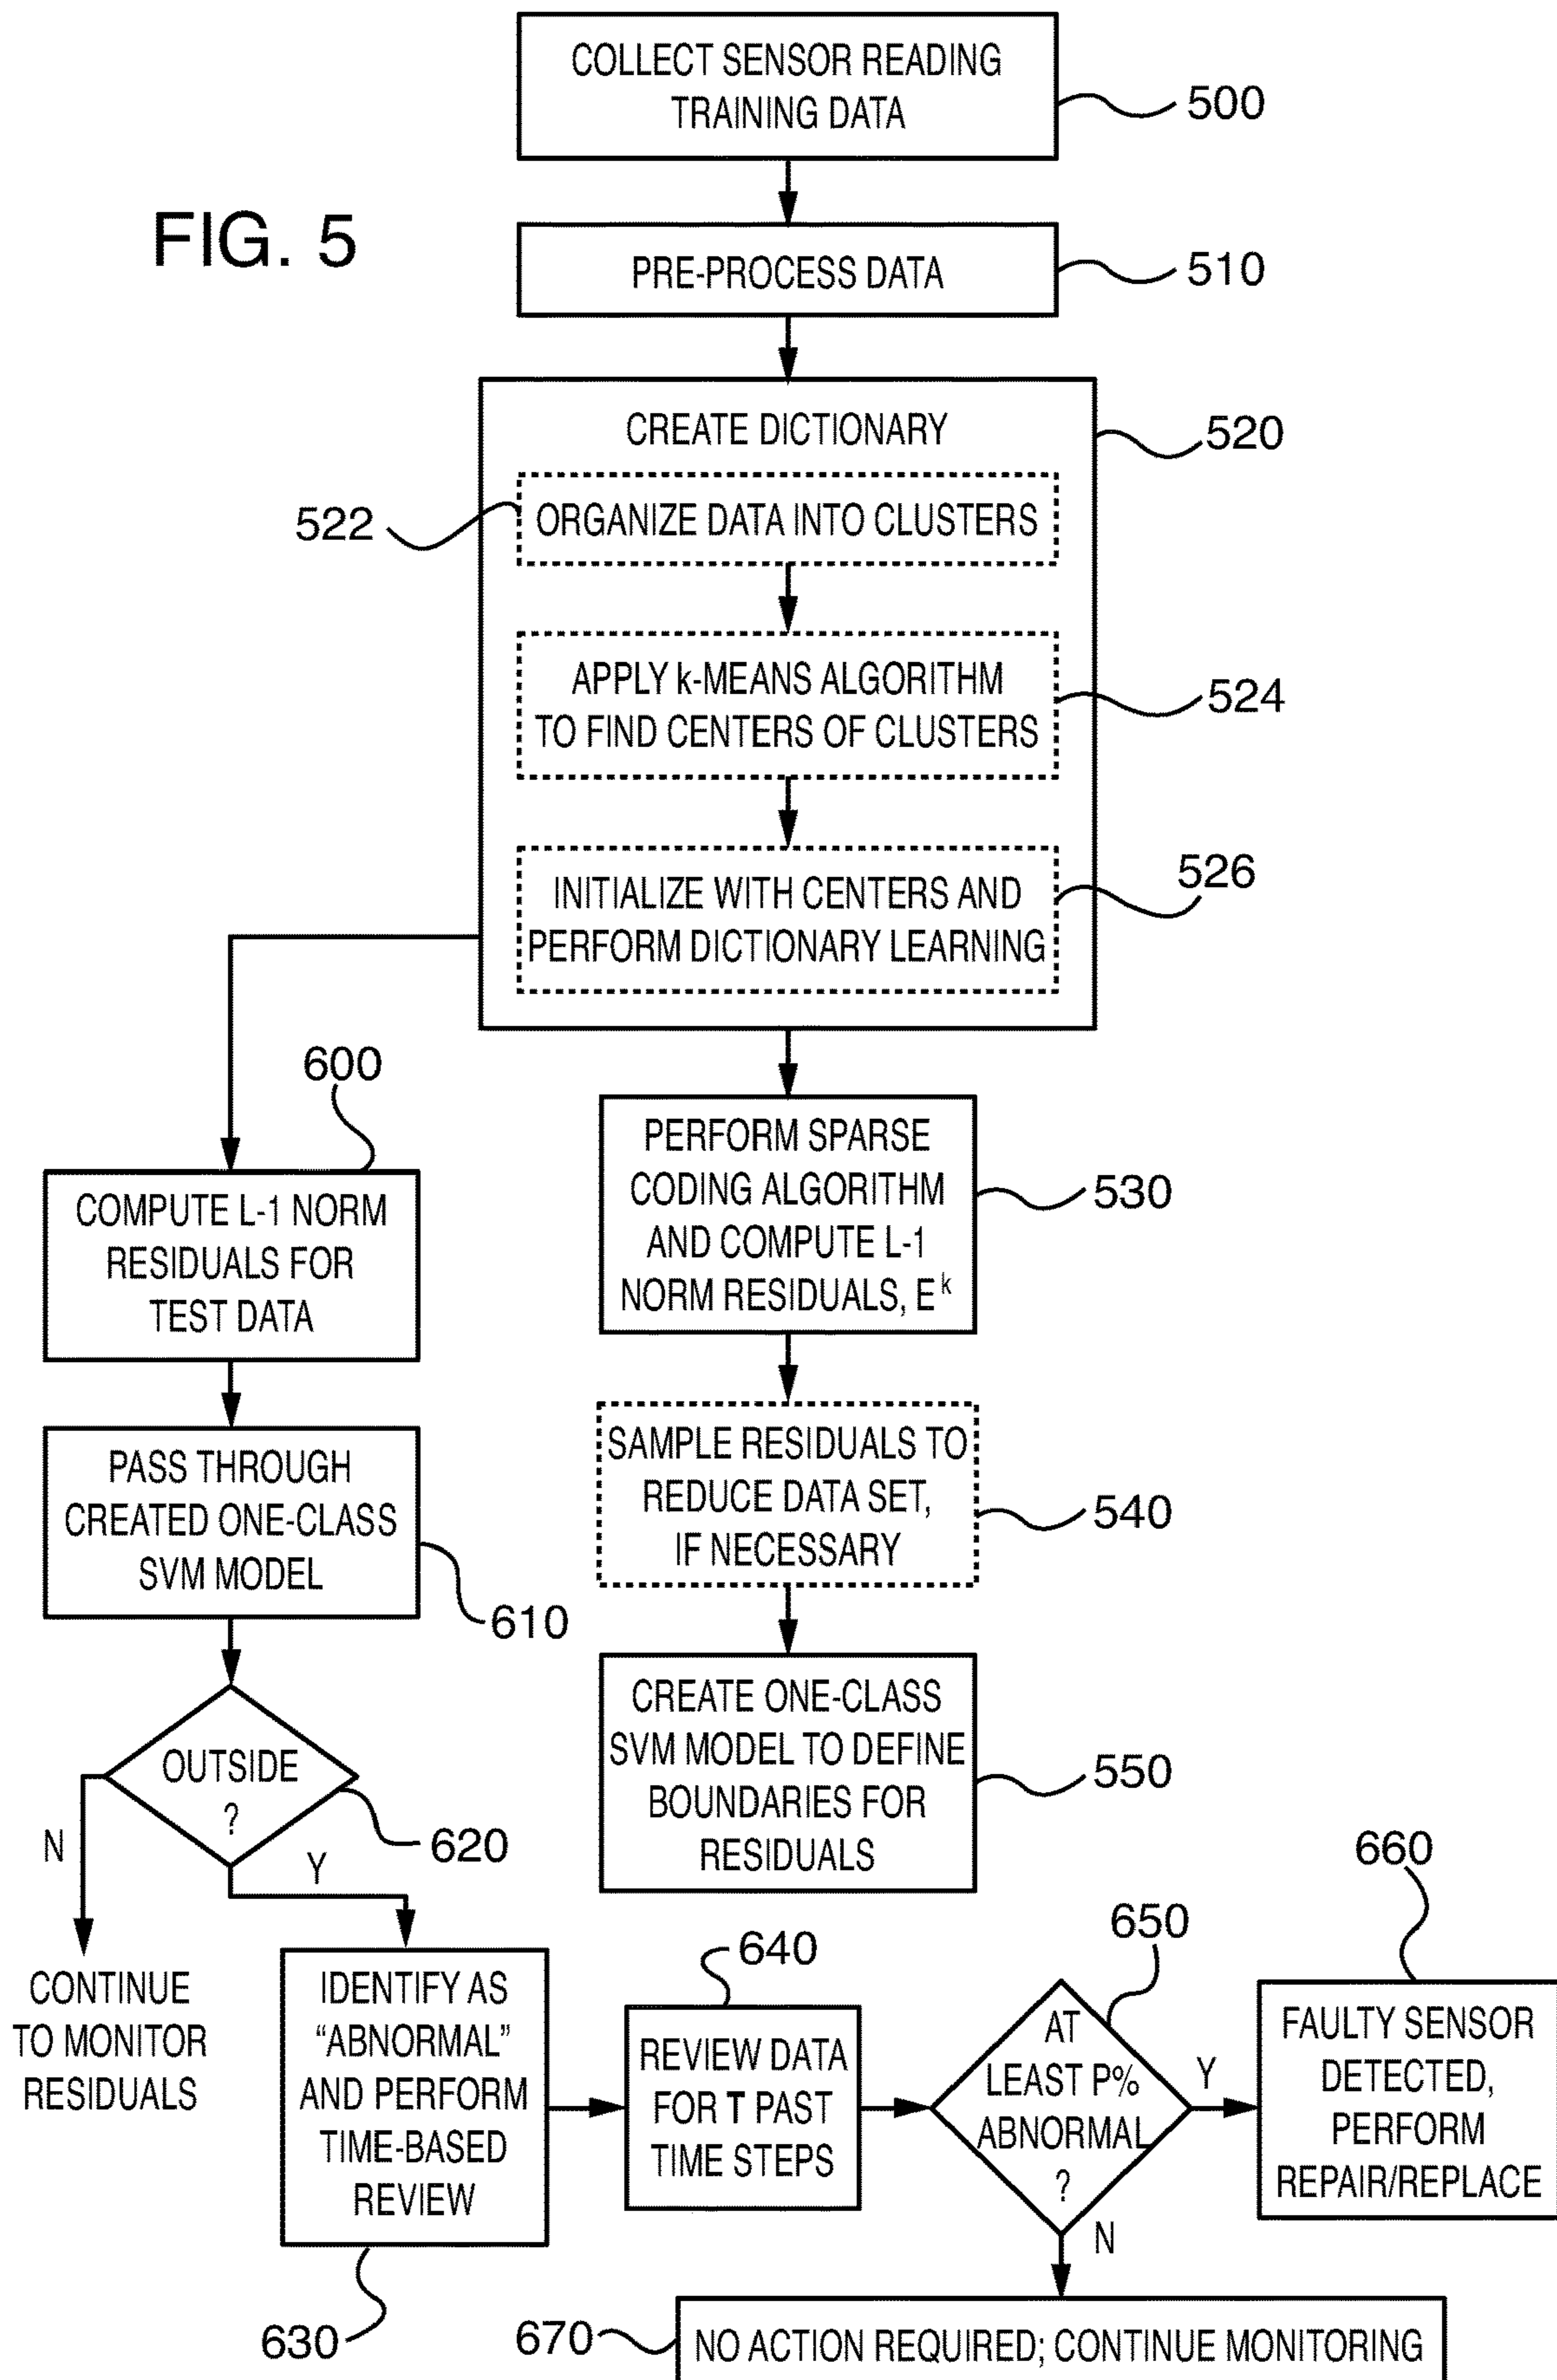 COLLECT SENSOR READING
TRAINING DATA
500
FIG. 5
PRE-PROCESS DATA
510
CREATE DICTIONARY
520
522
ORGANIZE DATA INTO CLUSTERS
APPLY k-MEANS ALGORITHM
TO FIND CENTERS OF CLUSTERS
524
INITIALIZE WITH CENTERS AND
PERFORM DICTIONARY LEARNING
526
600
COMPUTE L-1 NORM
RESIDUALS FOR
TEST DATA
PERFORM SPARSE
CODING ALGORITHM
AND COMPUTE L-1
NORM RESIDUALS, E^k
530
PASS THROUGH
CREATED ONE-CLASS
SVM MODEL
610
SAMPLE RESIDUALS TO
REDUCE DATA SET,
IF NECESSARY
540
OUTSIDE
?
620
N
Y
CREATE ONE-CLASS
SVM MODEL TO DEFINE
BOUNDARIES FOR
RESIDUALS
550
CONTINUE
TO MONITOR
RESIDUALS
IDENTIFY AS
“ABNORMAL”
AND PERFORM
TIME-BASED
REVIEW
630
640
REVIEW DATA
FOR T PAST
TIME STEPS
650
AT
LEAST P%
ABNORMAL
?
Y
N
660
FAULTY SENSOR
DETECTED,
PERFORM
REPAIR/REPLACE
670
NO ACTION REQUIRED; CONTINUE MONITORING